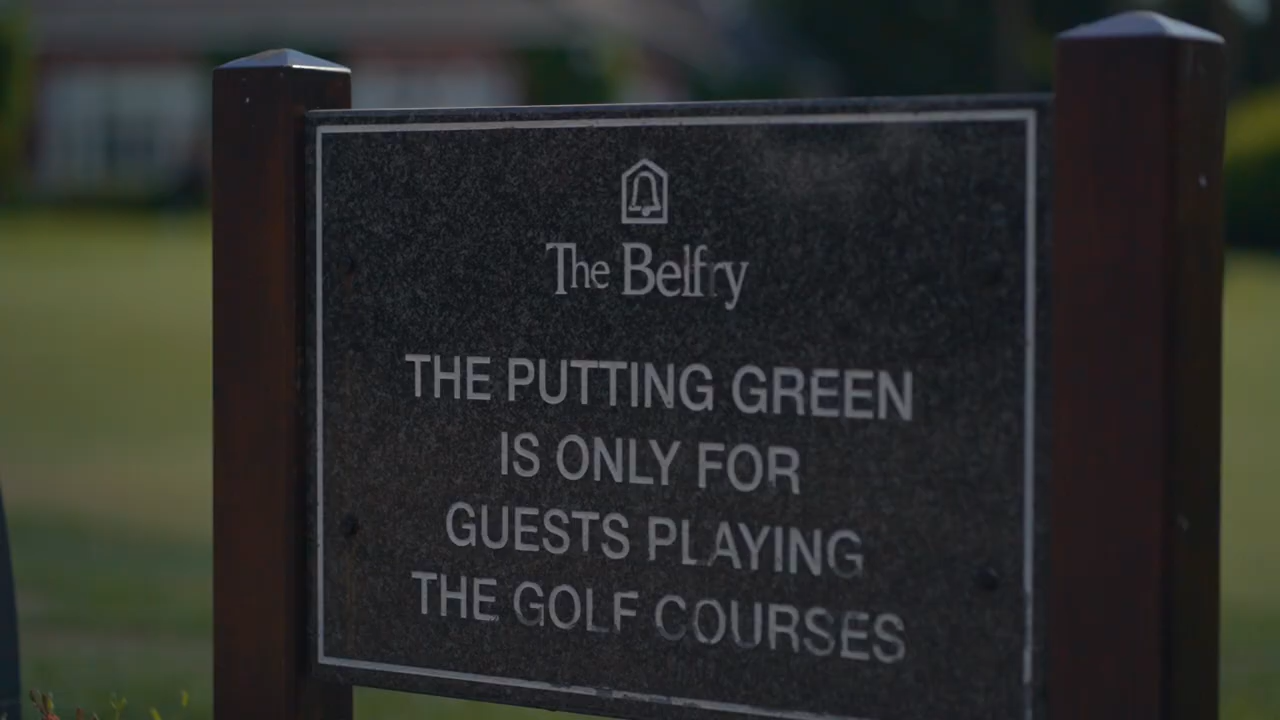 The Belfry
THE PUTTING GREEN
IS ONLY FOR
GUESTS PLAYING
THE GOLF COURSES